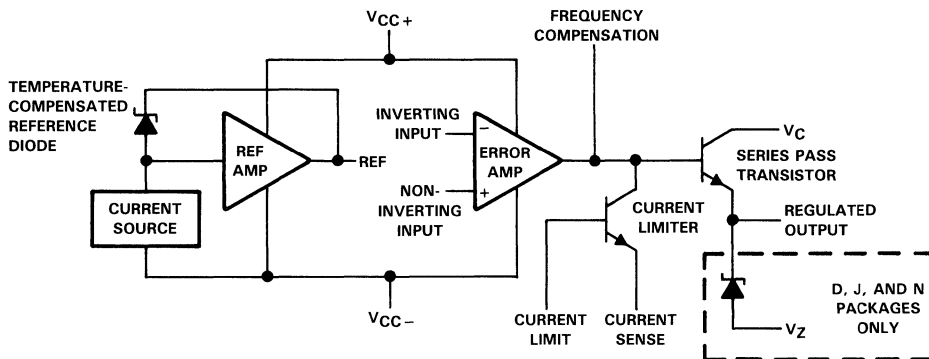 FREQUENCY
COMPENSATION
VCC+
TEMPERATURE-
COMPENSATED
REFERENCE
DIODE
INVERTING
INPUT
−
REF
AMP
REF
ERROR
AMP
NON-
INVERTING
INPUT
+
VC
SERIES PASS
TRANSISTOR
CURRENT
SOURCE
CURRENT
LIMITER
REGULATED
OUTPUT
VCC−
CURRENT
LIMIT
CURRENT
SENSE
D, J, AND N
PACKAGES
ONLY
VZ